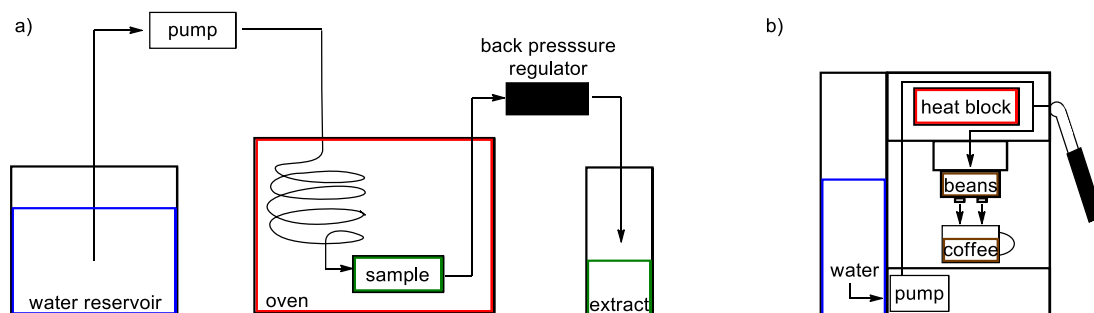 a)
pump
back presssure
regulator
water reservoir
oven
sample
extract
b)
heat block
beans
coffee
water
pump